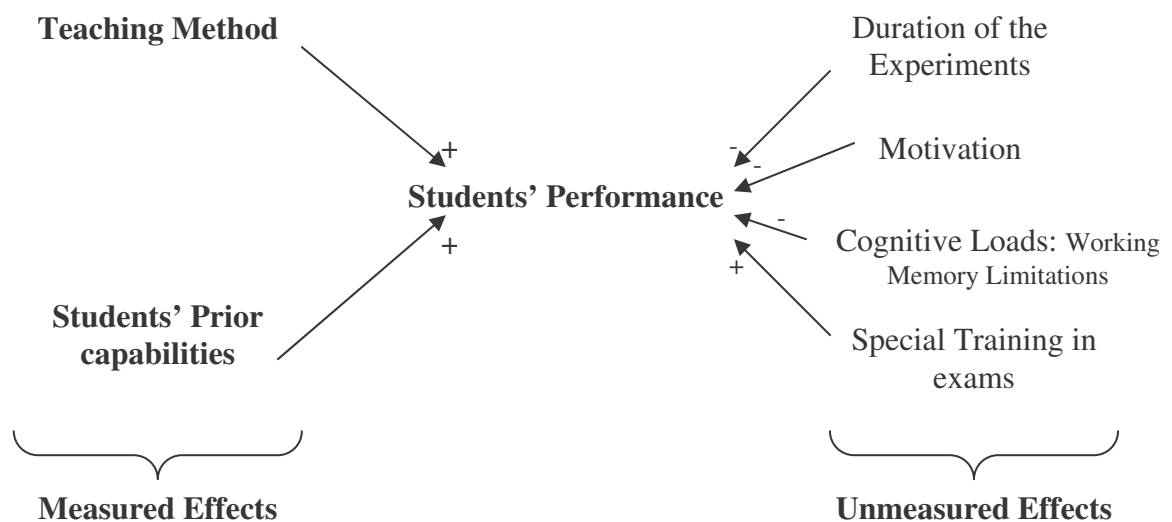 Teaching Method
Duration of the
Experiments
+
-
-
Motivation
Students’ Performance
-
+
+
Cognitive Loads: Working
Memory Limitations
Students’ Prior
capabilities
Special Training in
exams
Measured Effects
Unmeasured Effects